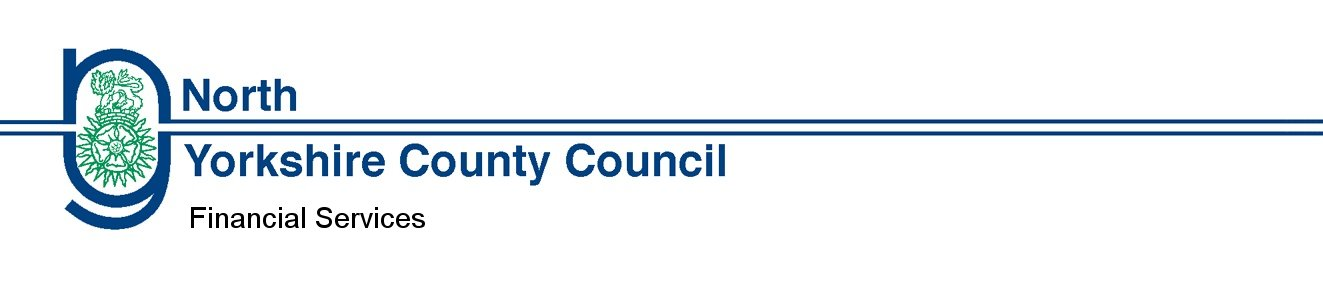 North
Yorkshire County Council
Financial Services